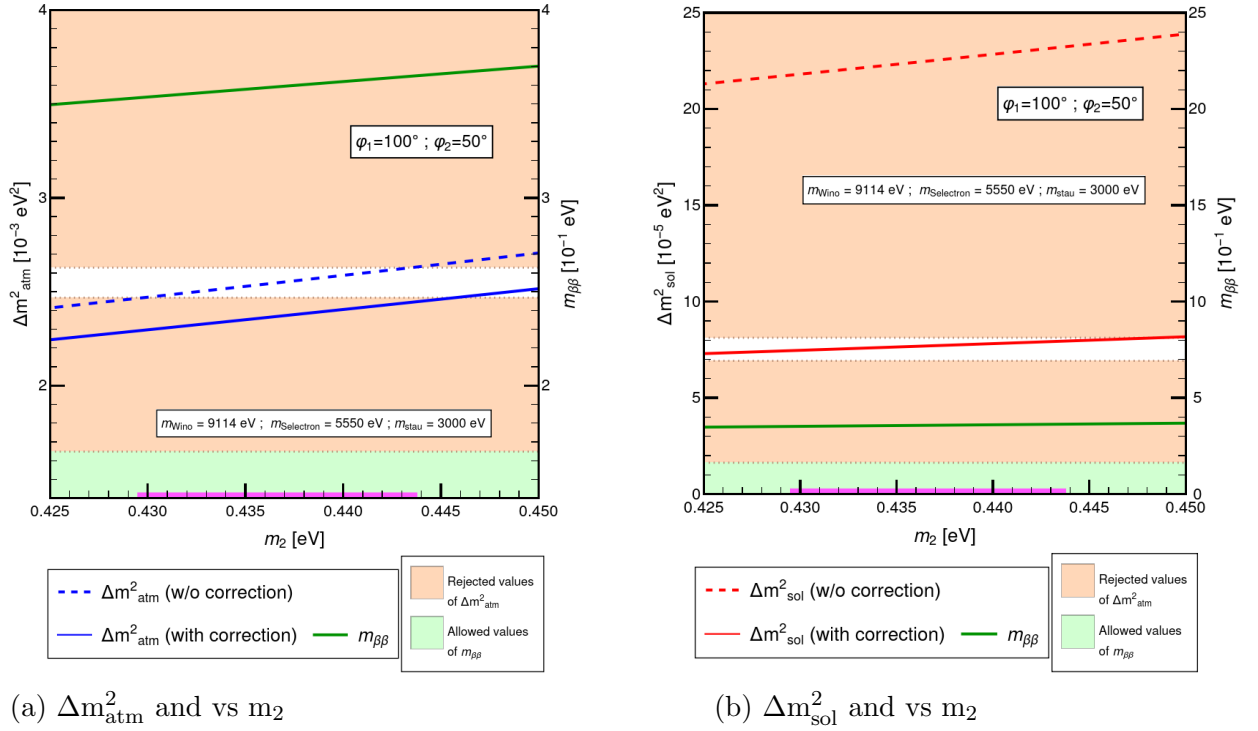 4
3
2
Δm²atm [10⁻³ eV²]
4
3
2
mββ [10⁻¹ eV]
φ₁=100° ; φ₂=50°
mWino = 9114 eV ; mSelectron = 5550 eV ; mstau = 3000 eV
0.425 0.430 0.435 0.440 0.445 0.450
m₂ [eV]
Δm²atm (w/o correction)
Δm²atm (with correction) mββ
Rejected values
of Δm²atm
Allowed values
of mββ
(a) Δm²atm and vs m₂
25
20
15
10
5
0
Δm²sol [10⁻⁵ eV²]
25
20
15
10
5
0
mββ [10⁻¹ eV]
φ₁=100° ; φ₂=50°
mWino = 9114 eV ; mSelectron = 5550 eV ; mstau = 3000 eV
0.425 0.430 0.435 0.440 0.445 0.450
m₂ [eV]
Δm²sol (w/o correction)
Δm²sol (with correction) mββ
Rejected values
of Δm²atm
Allowed values
of mββ
(b) Δm²sol and vs m₂